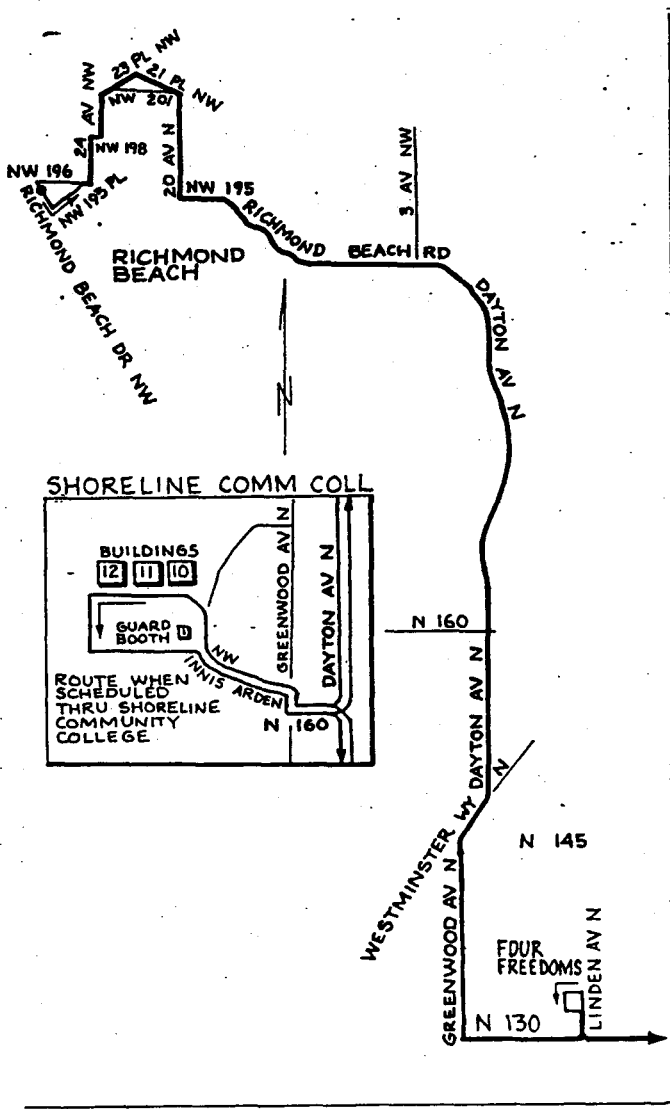 23 PL NW
21 PL NW
24 AV NW
NW 201
NW 198
20 AV N
NW 196
NW 195 PL
NW 195
RICHMOND BEACH RD
3 AV NW
RICHMOND
BEACH
RICHMOND BEACH DR NW
DAYTON AV N
N
SHORELINE COMM COLL
BUILDINGS
12 11 10
GUARD
BOOTH
GREENWOOD AV N
DAYTON AV N
NW
INNIS ARDEN
ROUTE WHEN
SCHEDULED
THRU SHORELINE
COMMUNITY
COLLEGE
N 160
N 160
DAYTON AV N
WESTMINSTER WY N
N 145
GREENWOOD AV N
FOUR
FREEDOMS
LINDEN AV N
N 130